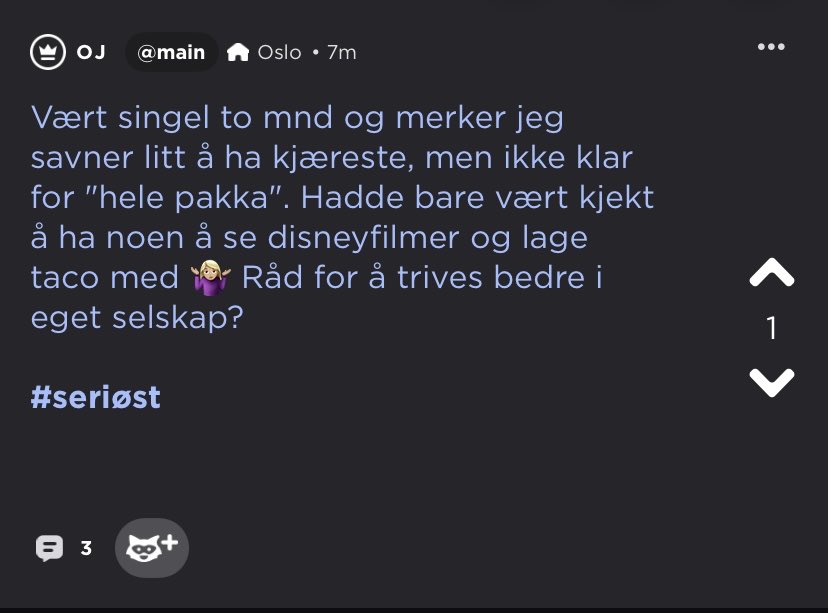 OJ @main Oslo • 7m
Vært singel to mnd og merker jeg
savner litt å ha kjæreste, men ikke klar
for "hele pakka". Hadde bare vært kjekt
å ha noen å se disneyfilmer og lage
taco med 🤷🏼‍♀️ Råd for å trives bedre i
eget selskap?
1
#seriøst
3